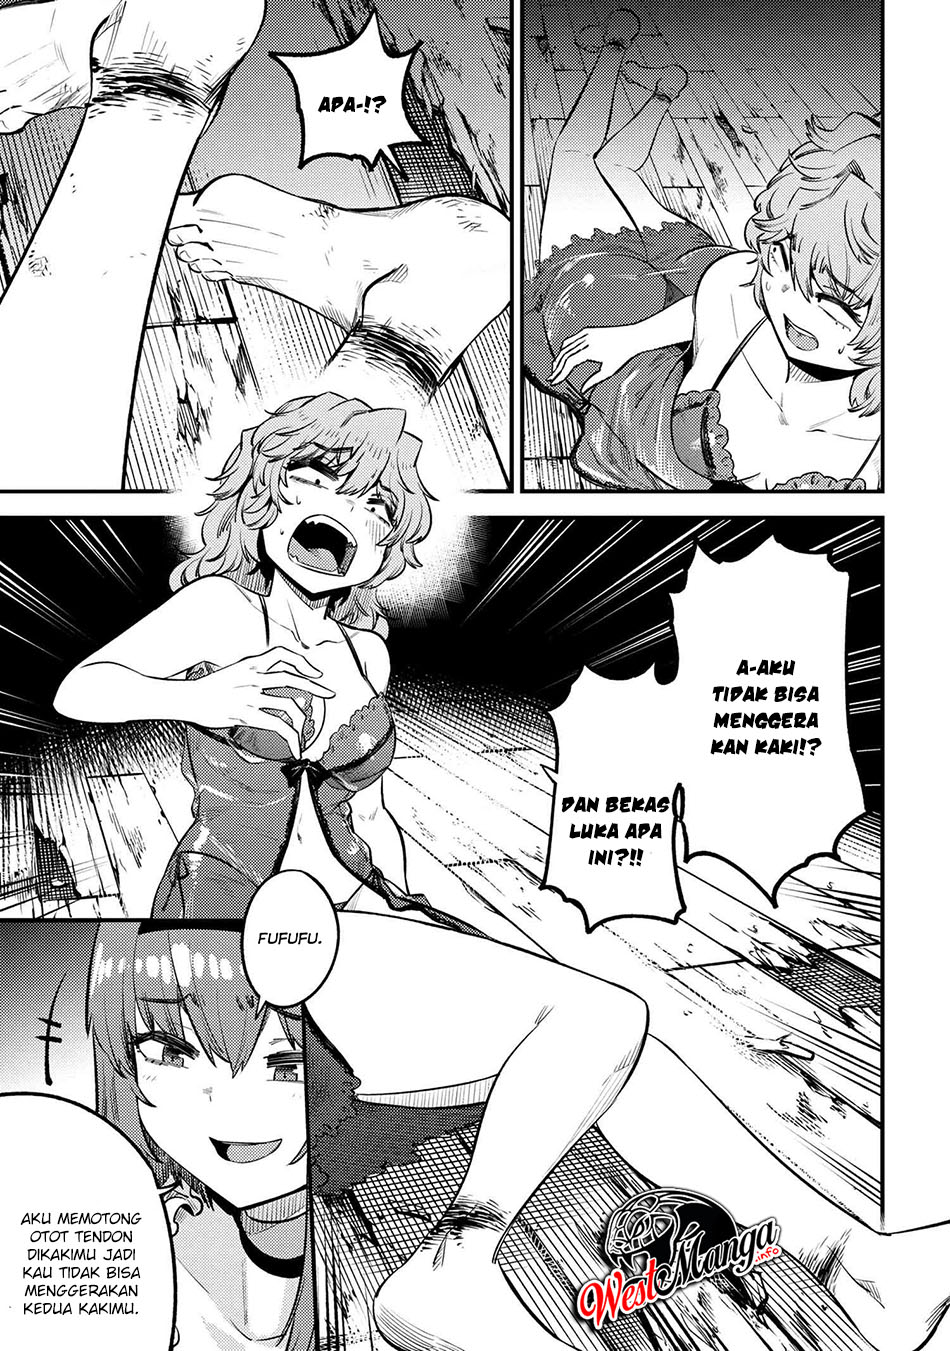 APA-!?
A-AKU
TIDAK BISA
MENGGERA
KAN KAKI!?
DAN BEKAS
LUKA APA
INI?!!
FUFUFU.
AKU MEMOTONG
OTOT TENDON
DIKAKIMU JADI
KAU TIDAK BISA
MENGGERAKAN
KEDUA KAKIMU.
WESTMANGA
.info